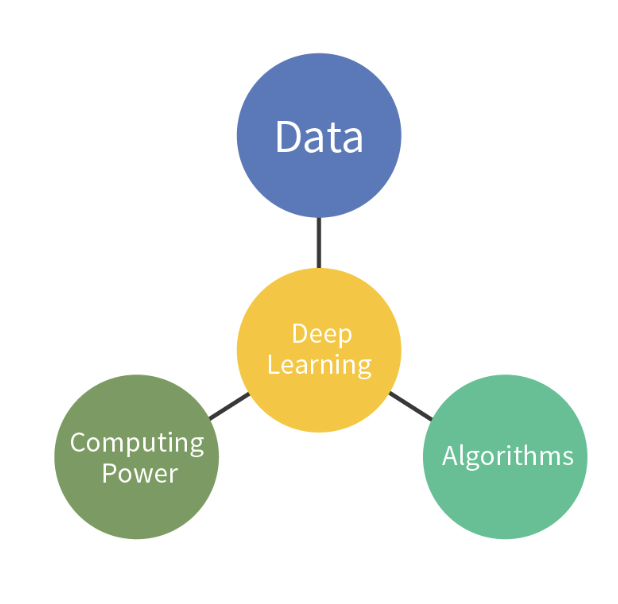 Data
Deep
Learning
Computing
Power
Algorithms